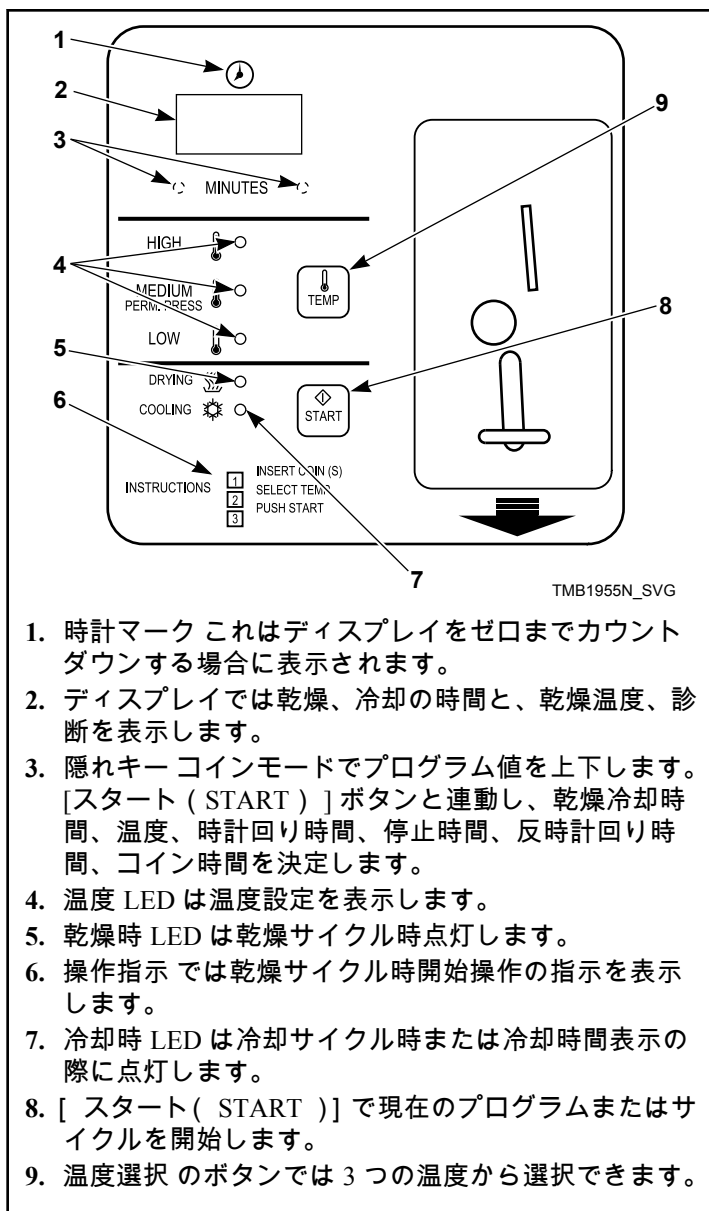 1
2
3
MINUTES
HIGH
4
MEDIUM
PERM. PRESS
LOW
TEMP
9
8
5
DRYING
6
COOLING
START
INSTRUCTIONS
1 INSERT COIN (S)
2 SELECT TEMP
3 PUSH START
7
TMB1955N_SVG
1. 時計マーク これはディスプレイをゼロまでカウント
ダウンする場合に表示されます。
2. ディスプレイでは乾燥、冷却の時間と、乾燥温度、診
断を表示します。
3. 隠れキー コインモードでプログラム値を上下します。
[スタート ( START ) ] ボタンと連動し、乾燥冷却時
間、温度、時計回り時間、停止時間、反時計回り時
間、コイン時間を決定します。
4. 温度 LED は温度設定を表示します。
5. 乾燥時 LED は乾燥サイクル時点灯します。
6. 操作指示 では乾燥サイクル時開始操作の指示を表示
します。
7. 冷却時 LED は冷却サイクル時または冷却時間表示の
際に点灯します。
8. [ スタート( START )] で現在のプログラムまたはサ
イクルを開始します。
9. 温度選択 のボタンでは 3 つの温度から選択できます。